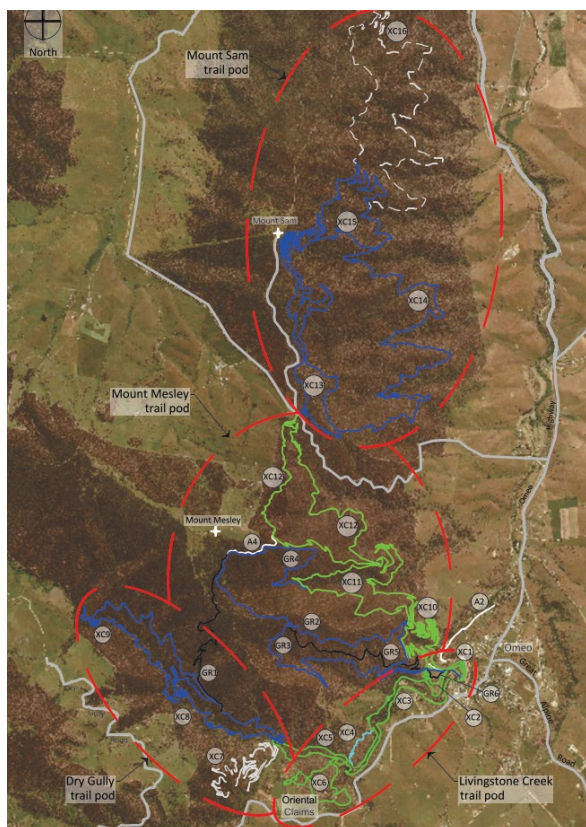 North
XC16
Mount Sam
trail pod
XC15
Mount Sam
XC14
XC13
Mount Mesley
trail pod
Highway
Omeo
XC12
XC12
Mount Mesley
A4
GR4
XC11
XC10
A2
GR2
XC9
GR3
GR5
XC1
Omeo
GR1
Great
GR6
XC3
Alpine
XC2
XC8
XC4
XC5
Road
XC7
XC6
Dry Gully
trail pod
Oriental
Claims
Livingstone Creek
trail pod